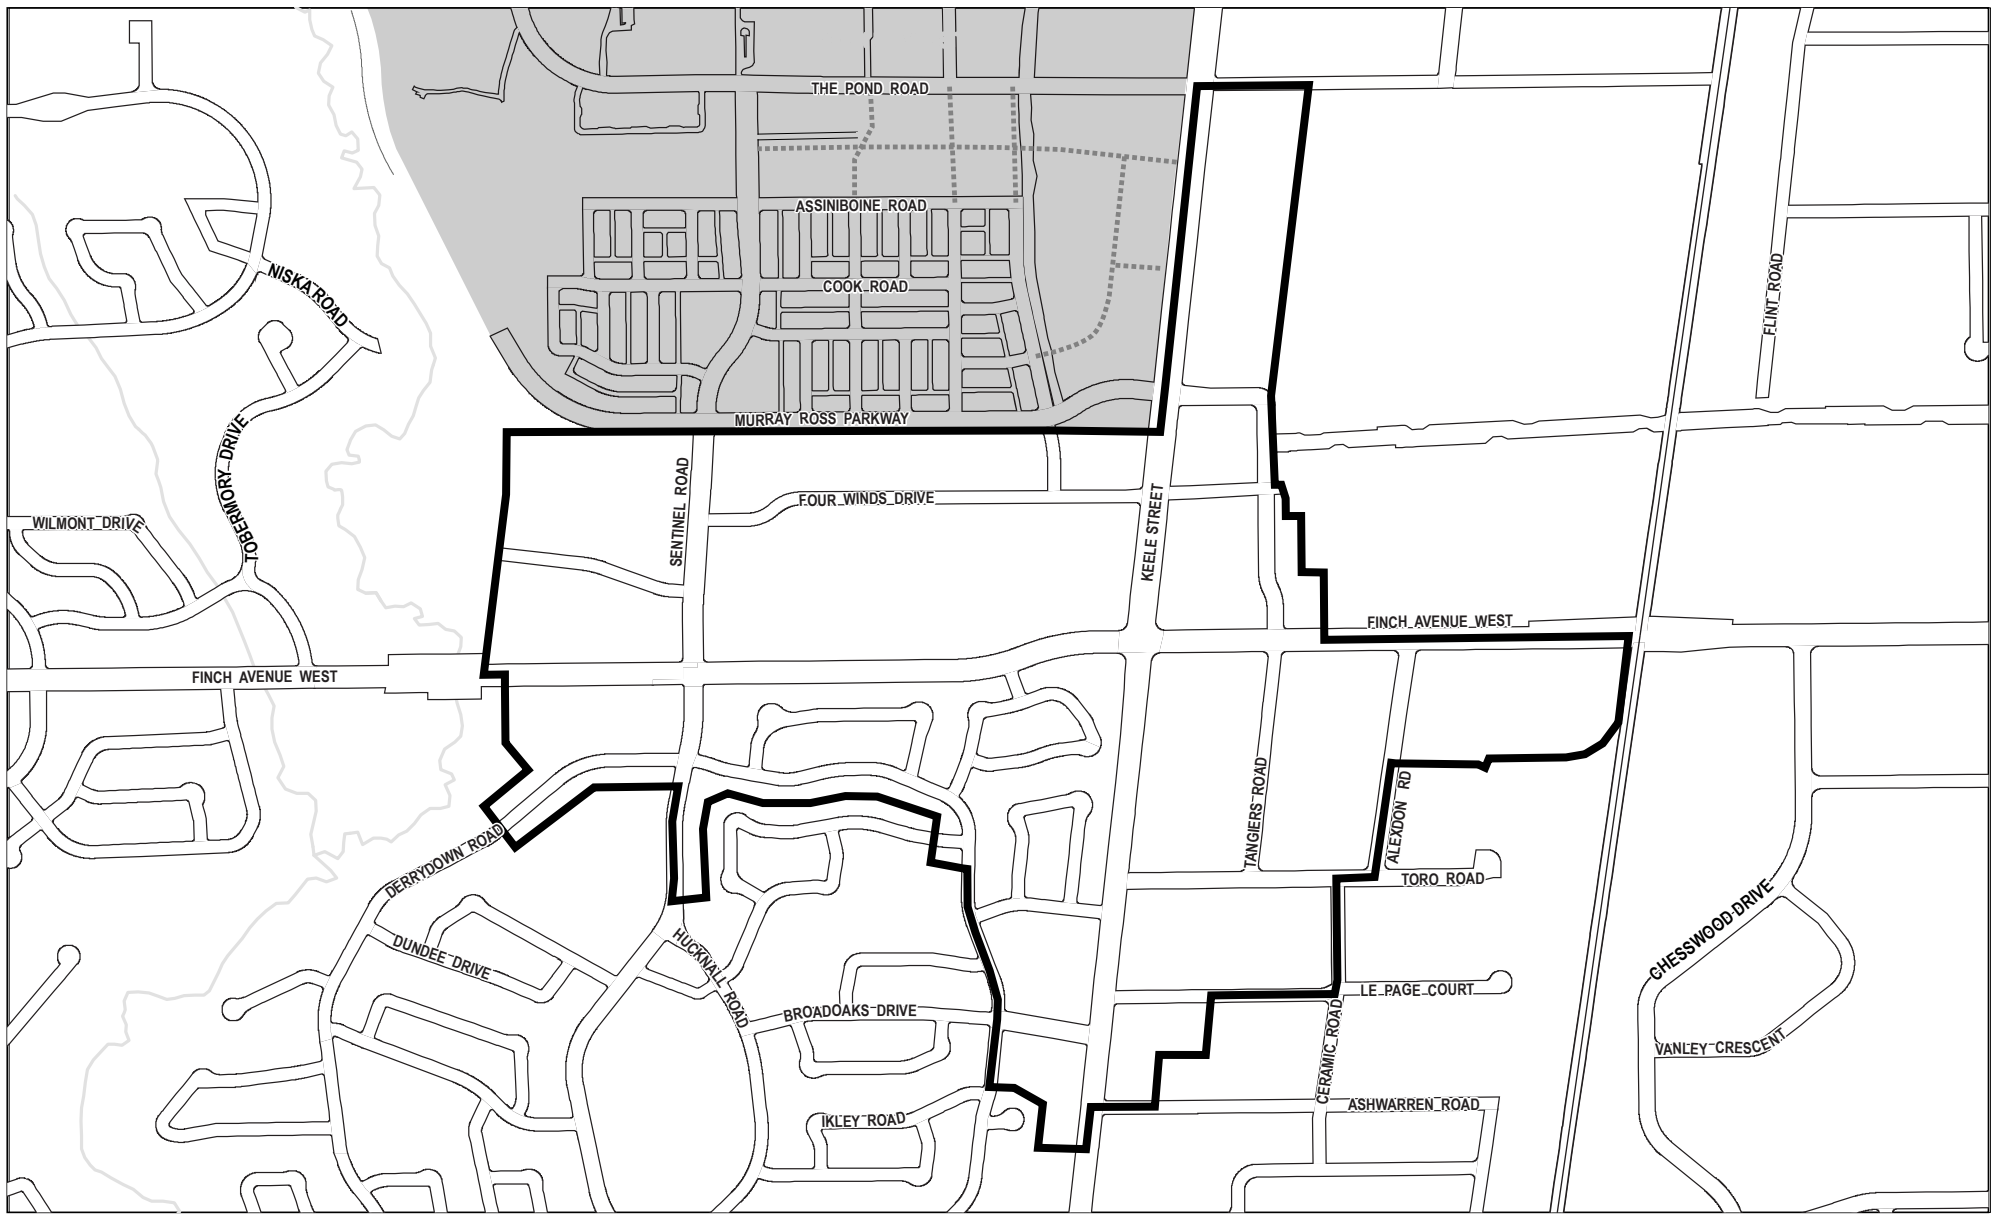 THE POND ROAD
ASSINIBOINE ROAD
NISKA ROAD
COOK ROAD
FLINT ROAD
MURRAY ROSS PARKWAY
TOBERMORY DRIVE
SENTINEL ROAD
FOUR WINDS DRIVE
KEELE STREET
WILMONT DRIVE
FINCH AVENUE WEST
FINCH AVENUE WEST
TANGIERS ROAD
ALEXDON RD
DERRYDOWN ROAD
TORO ROAD
CHESSWOOD DRIVE
DUNDEE DRIVE
HUCKNALL ROAD
LE PAGE COURT
BROADOAKS DRIVE
CERAMIC ROAD
VANLEY CRESCENT
ASHWARREN ROAD
IKLEY ROAD